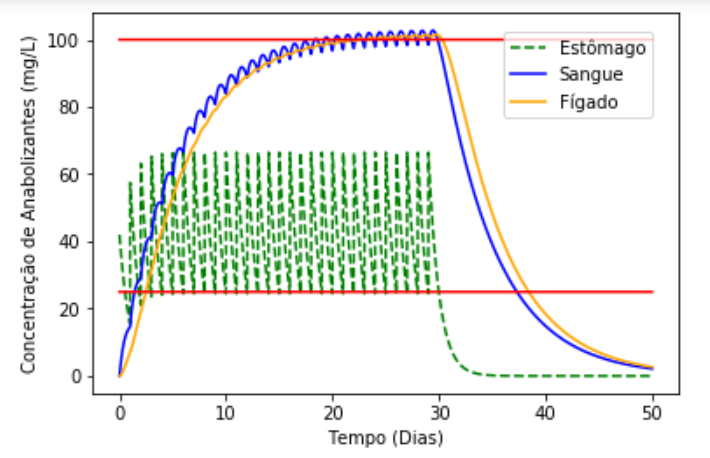 Concentração de Anabolizantes (mg/L)
100
80
60
40
20
0
Estômago
Sangue
Fígado
0 10 20 30 40 50
Tempo (Dias)